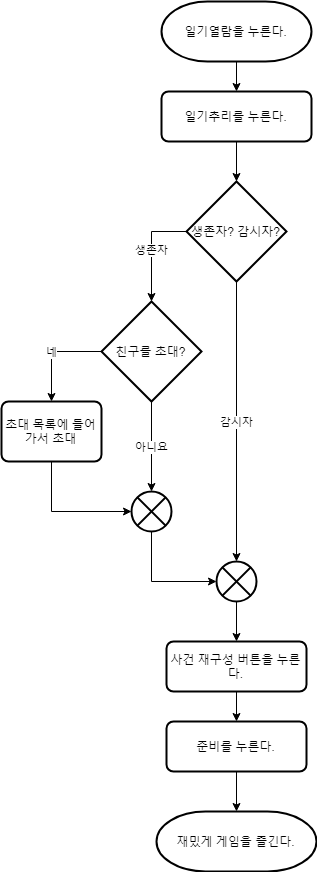 일기열람을 누른다.
일기추리를 누른다.
생존자? 감시자?
생존자
친구를 초대?
네
초대 목록에 들어
가서 초대
아니요
감시자
사건 재구성 버튼을 누른
다.
준비를 누른다.
재밌게 게임을 즐긴다.